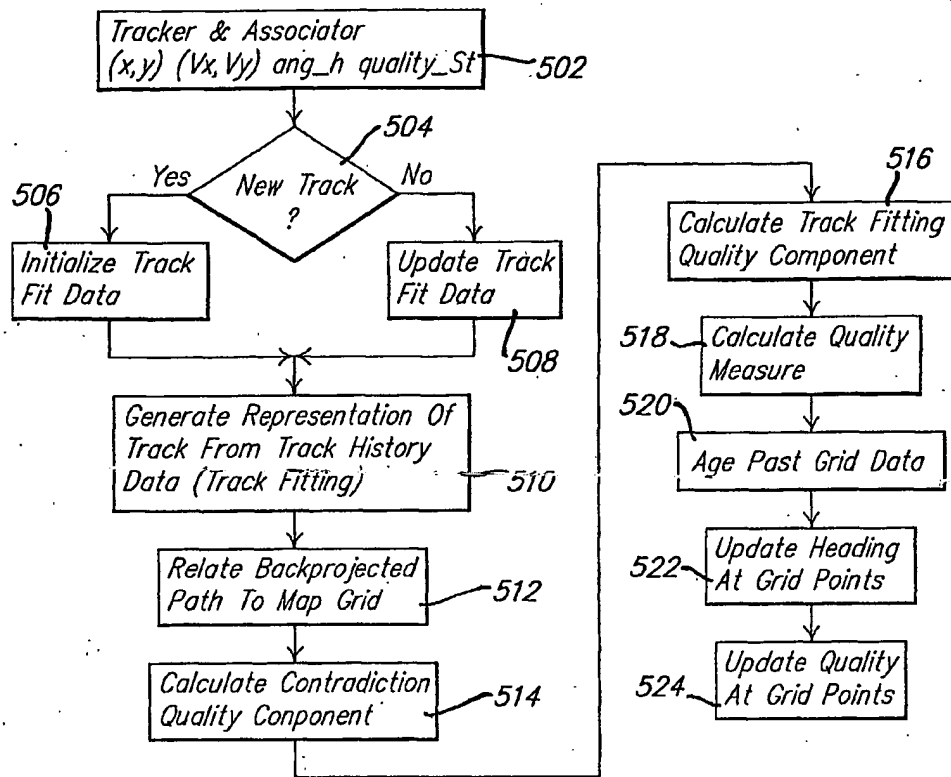 Tracker & Associator
(x,y) (Vx, Vy) ang_h quality_St
502
504
Yes
New Track
?
No
506
Initialize Track
Fit Data
Update Track
Fit Data
508
Generate Representation Of
Track From Track History
Data (Track Fitting)
510
Relate Backprojected
Path To Map Grid
512
Calculate Contradiction
Quality Conponent
514
516
Calculate Track Fitting
Quality Component
518
Calculate Quality
Measure
520
Age Past Grid Data
522
Update Heading
At Grid Points
524
Update Quality
At Grid Points